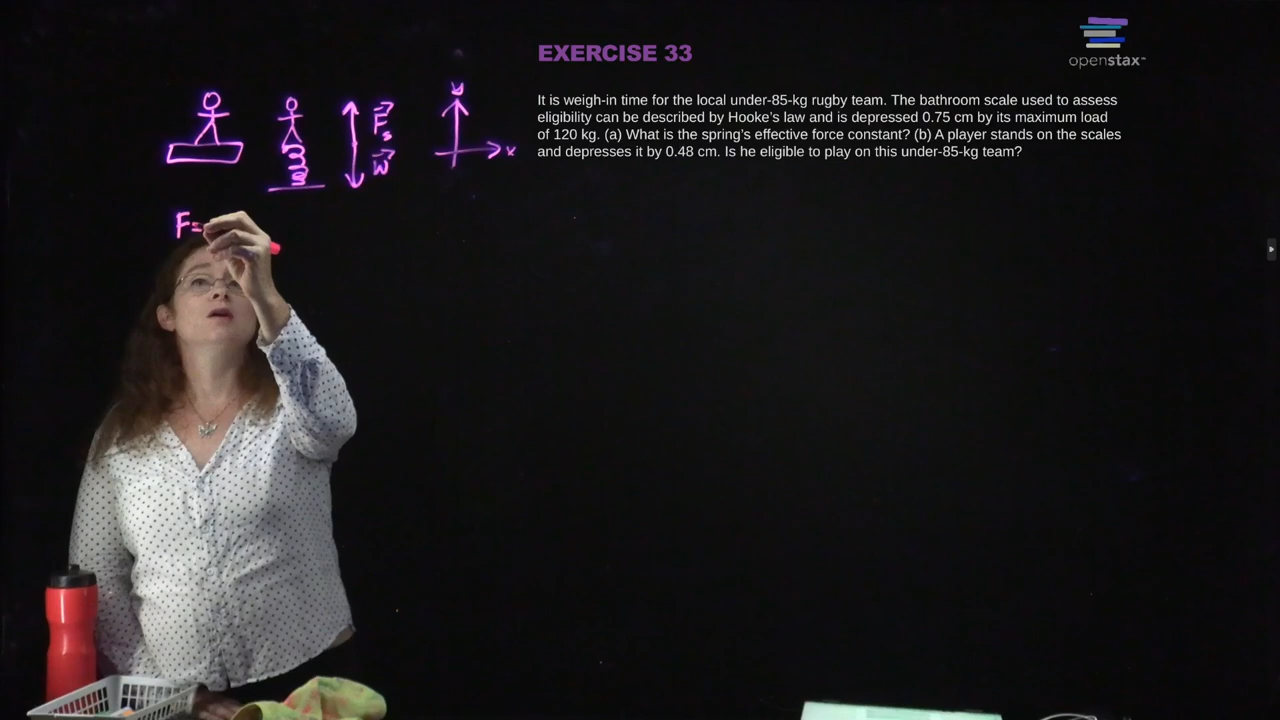 EXERCISE 33
openstax™
It is weigh-in time for the local under-85-kg rugby team. The bathroom scale used to assess
eligibility can be described by Hooke's law and is depressed 0.75 cm by its maximum load
of 120 kg. (a) What is the spring's effective force constant? (b) A player stands on the scales
and depresses it by 0.48 cm. Is he eligible to play on this under-85-kg team?
y
F⃗s
w⃗
x
F=